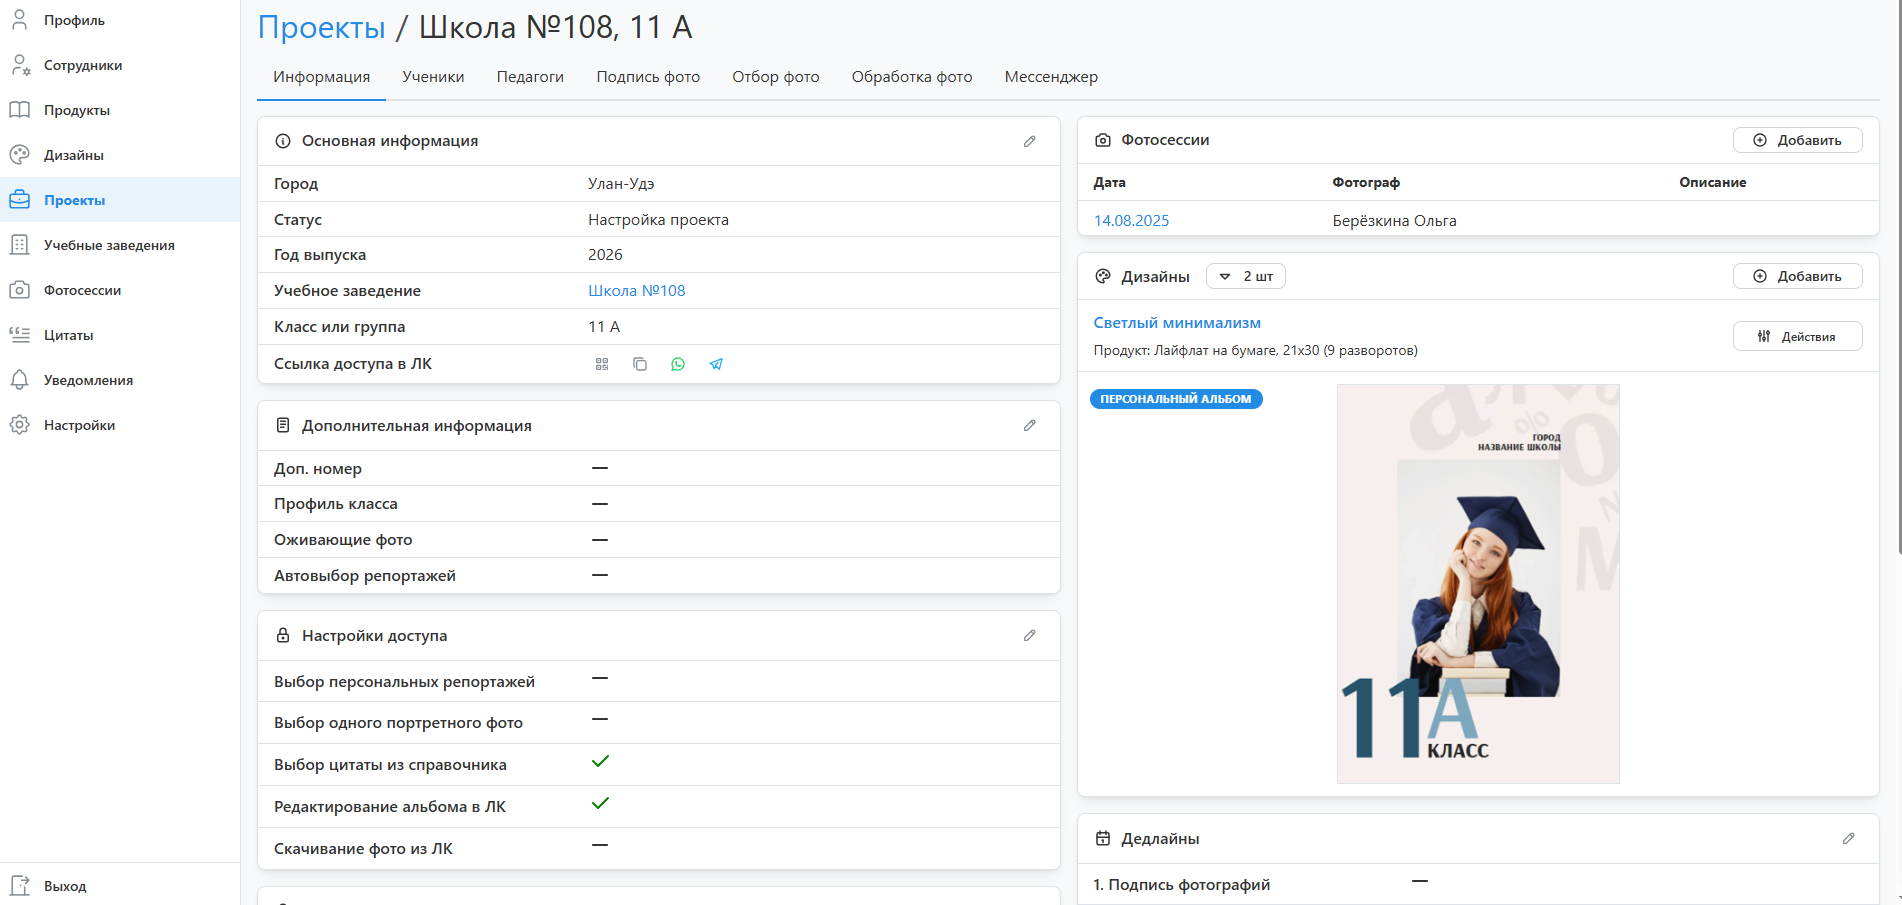 Профиль
Сотрудники
Продукты
Дизайны
Проекты
Учебные заведения
Фотосессии
Цитаты
Уведомления
Настройки
Выход
Проекты / Школа №108, 11 А
Информация Ученики Педагоги Подпись фото Отбор фото Обработка фото Мессенджер
Основная информация
Город Улан-Удэ
Статус Настройка проекта
Год выпуска 2026
Учебное заведение Школа №108
Класс или группа 11 А
Ссылка доступа в ЛК
Дополнительная информация
Доп. номер —
Профиль класса —
Оживающие фото —
Автовыбор репортажей —
Настройки доступа
Выбор персональных репортажей —
Выбор одного портретного фото —
Выбор цитаты из справочника
Редактирование альбома в ЛК
Скачивание фото из ЛК —
Фотосессии Добавить
Дата Фотограф Описание
14.08.2025 Берёзкина Ольга
Дизайны 2 шт Добавить
Светлый минимализм
Продукт: Лайфлат на бумаге, 21x30 (9 разворотов)
Действия
ПЕРСОНАЛЬНЫЙ АЛЬБОМ
ГОРОД
НАЗВАНИЕ ШКОЛЫ
11А
КЛАСС
Дедлайны
1. Подпись фотографий —